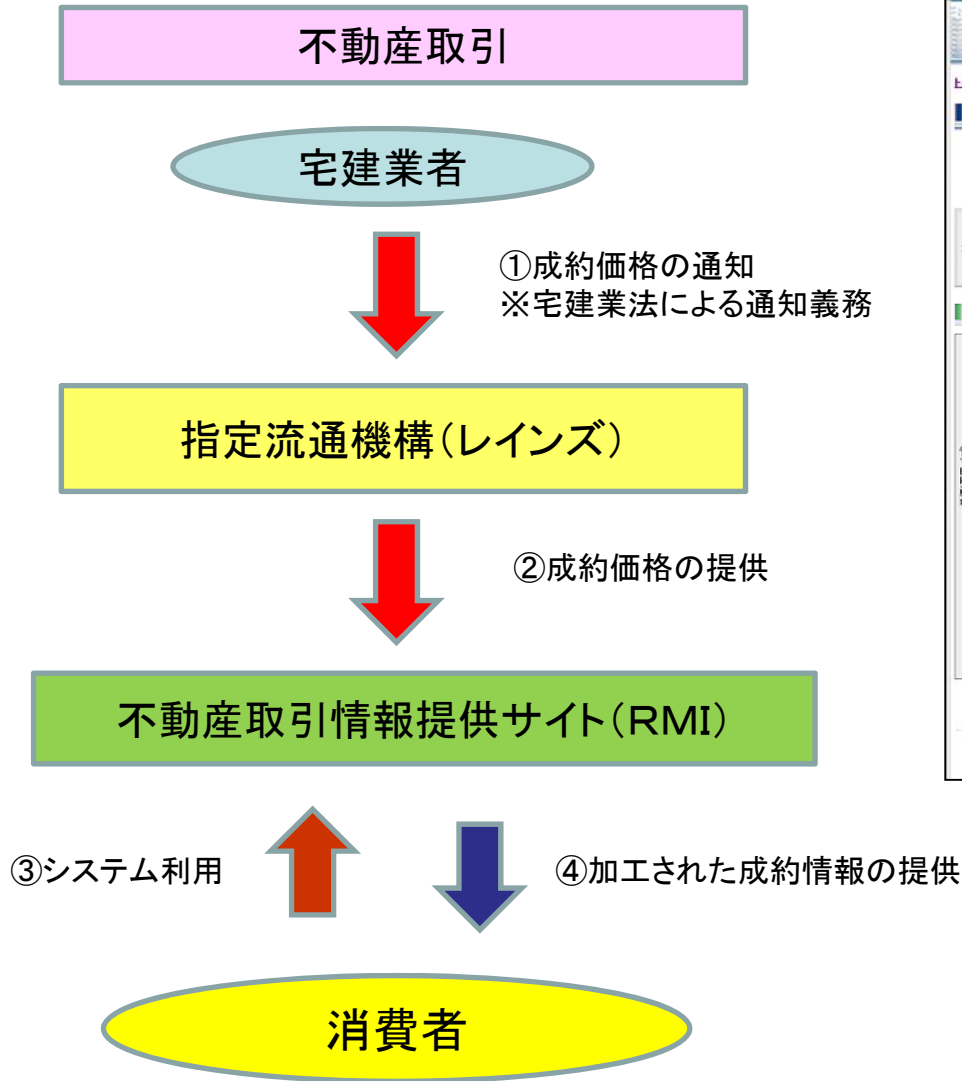 不動産取引
宅建業者
①成約価格の通知
※宅建業法による通知義務
指定流通機構（レインズ）
②成約価格の提供
不動産取引情報提供サイト（RMI）
③システム利用
④加工された成約情報の提供
消費者